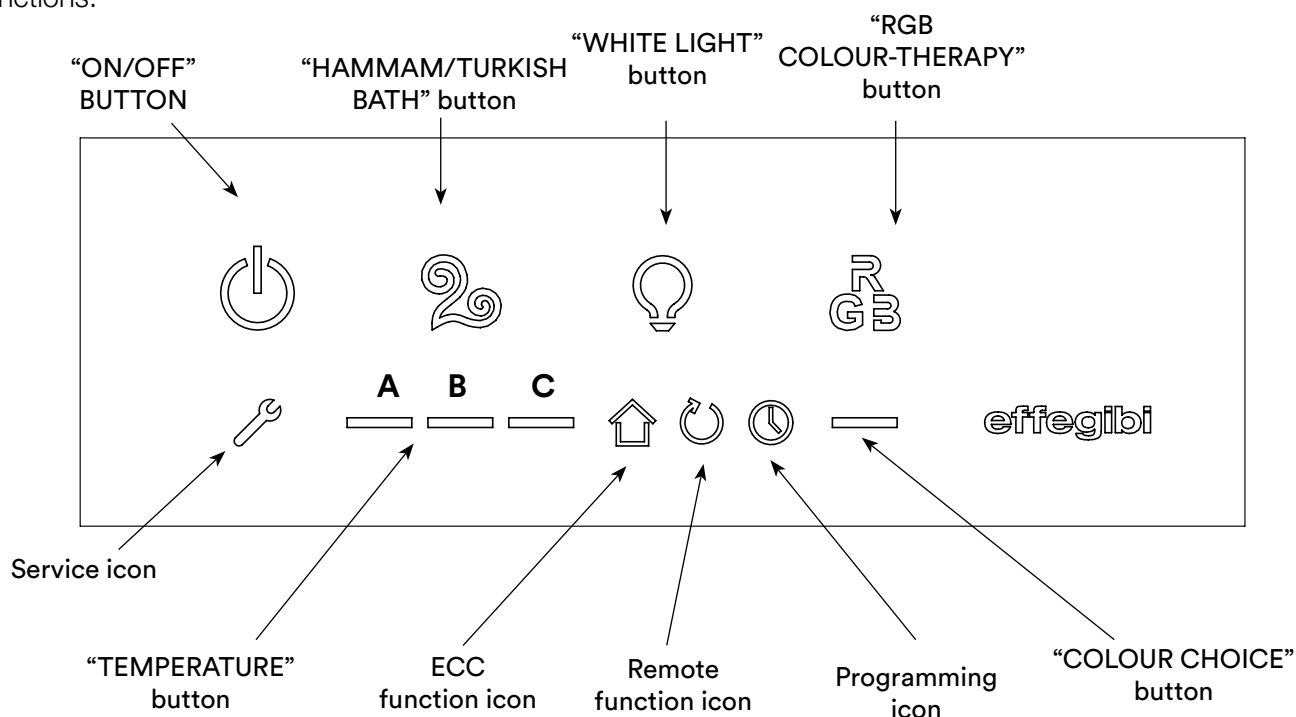 “RGB
COLOUR-THERAPY”
button
“WHITE LIGHT”
button
“ON/OFF”
BUTTON
“HAMMAM/TURKISH
BATH” button
R
GB
A B C
effegibi
Service icon
“TEMPERATURE”
button
ECC
function icon
Remote
function icon
Programming
icon
“COLOUR CHOICE”
button